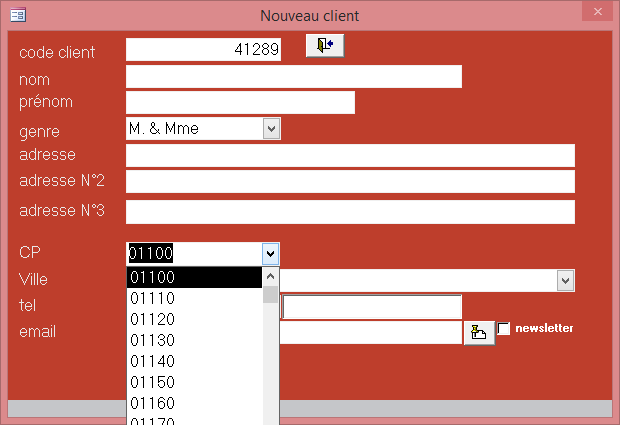 Nouveau client
code client 41289
nom
prénom
genre M. & Mme
adresse
adresse N°2
adresse N°3
CP 01100
01100
Ville
01110
tel
01120
email
newsletter
01130
01140
01150
01160
01170